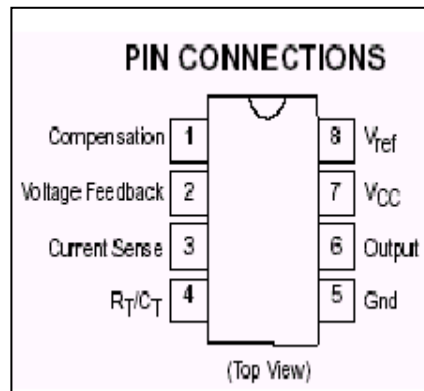 PIN CONNECTIONS
Compensation 1 8 Vref
Voltage Feedback 2 7 VCC
Current Sense 3 6 Output
RT/CT 4 5 Gnd
(Top View)